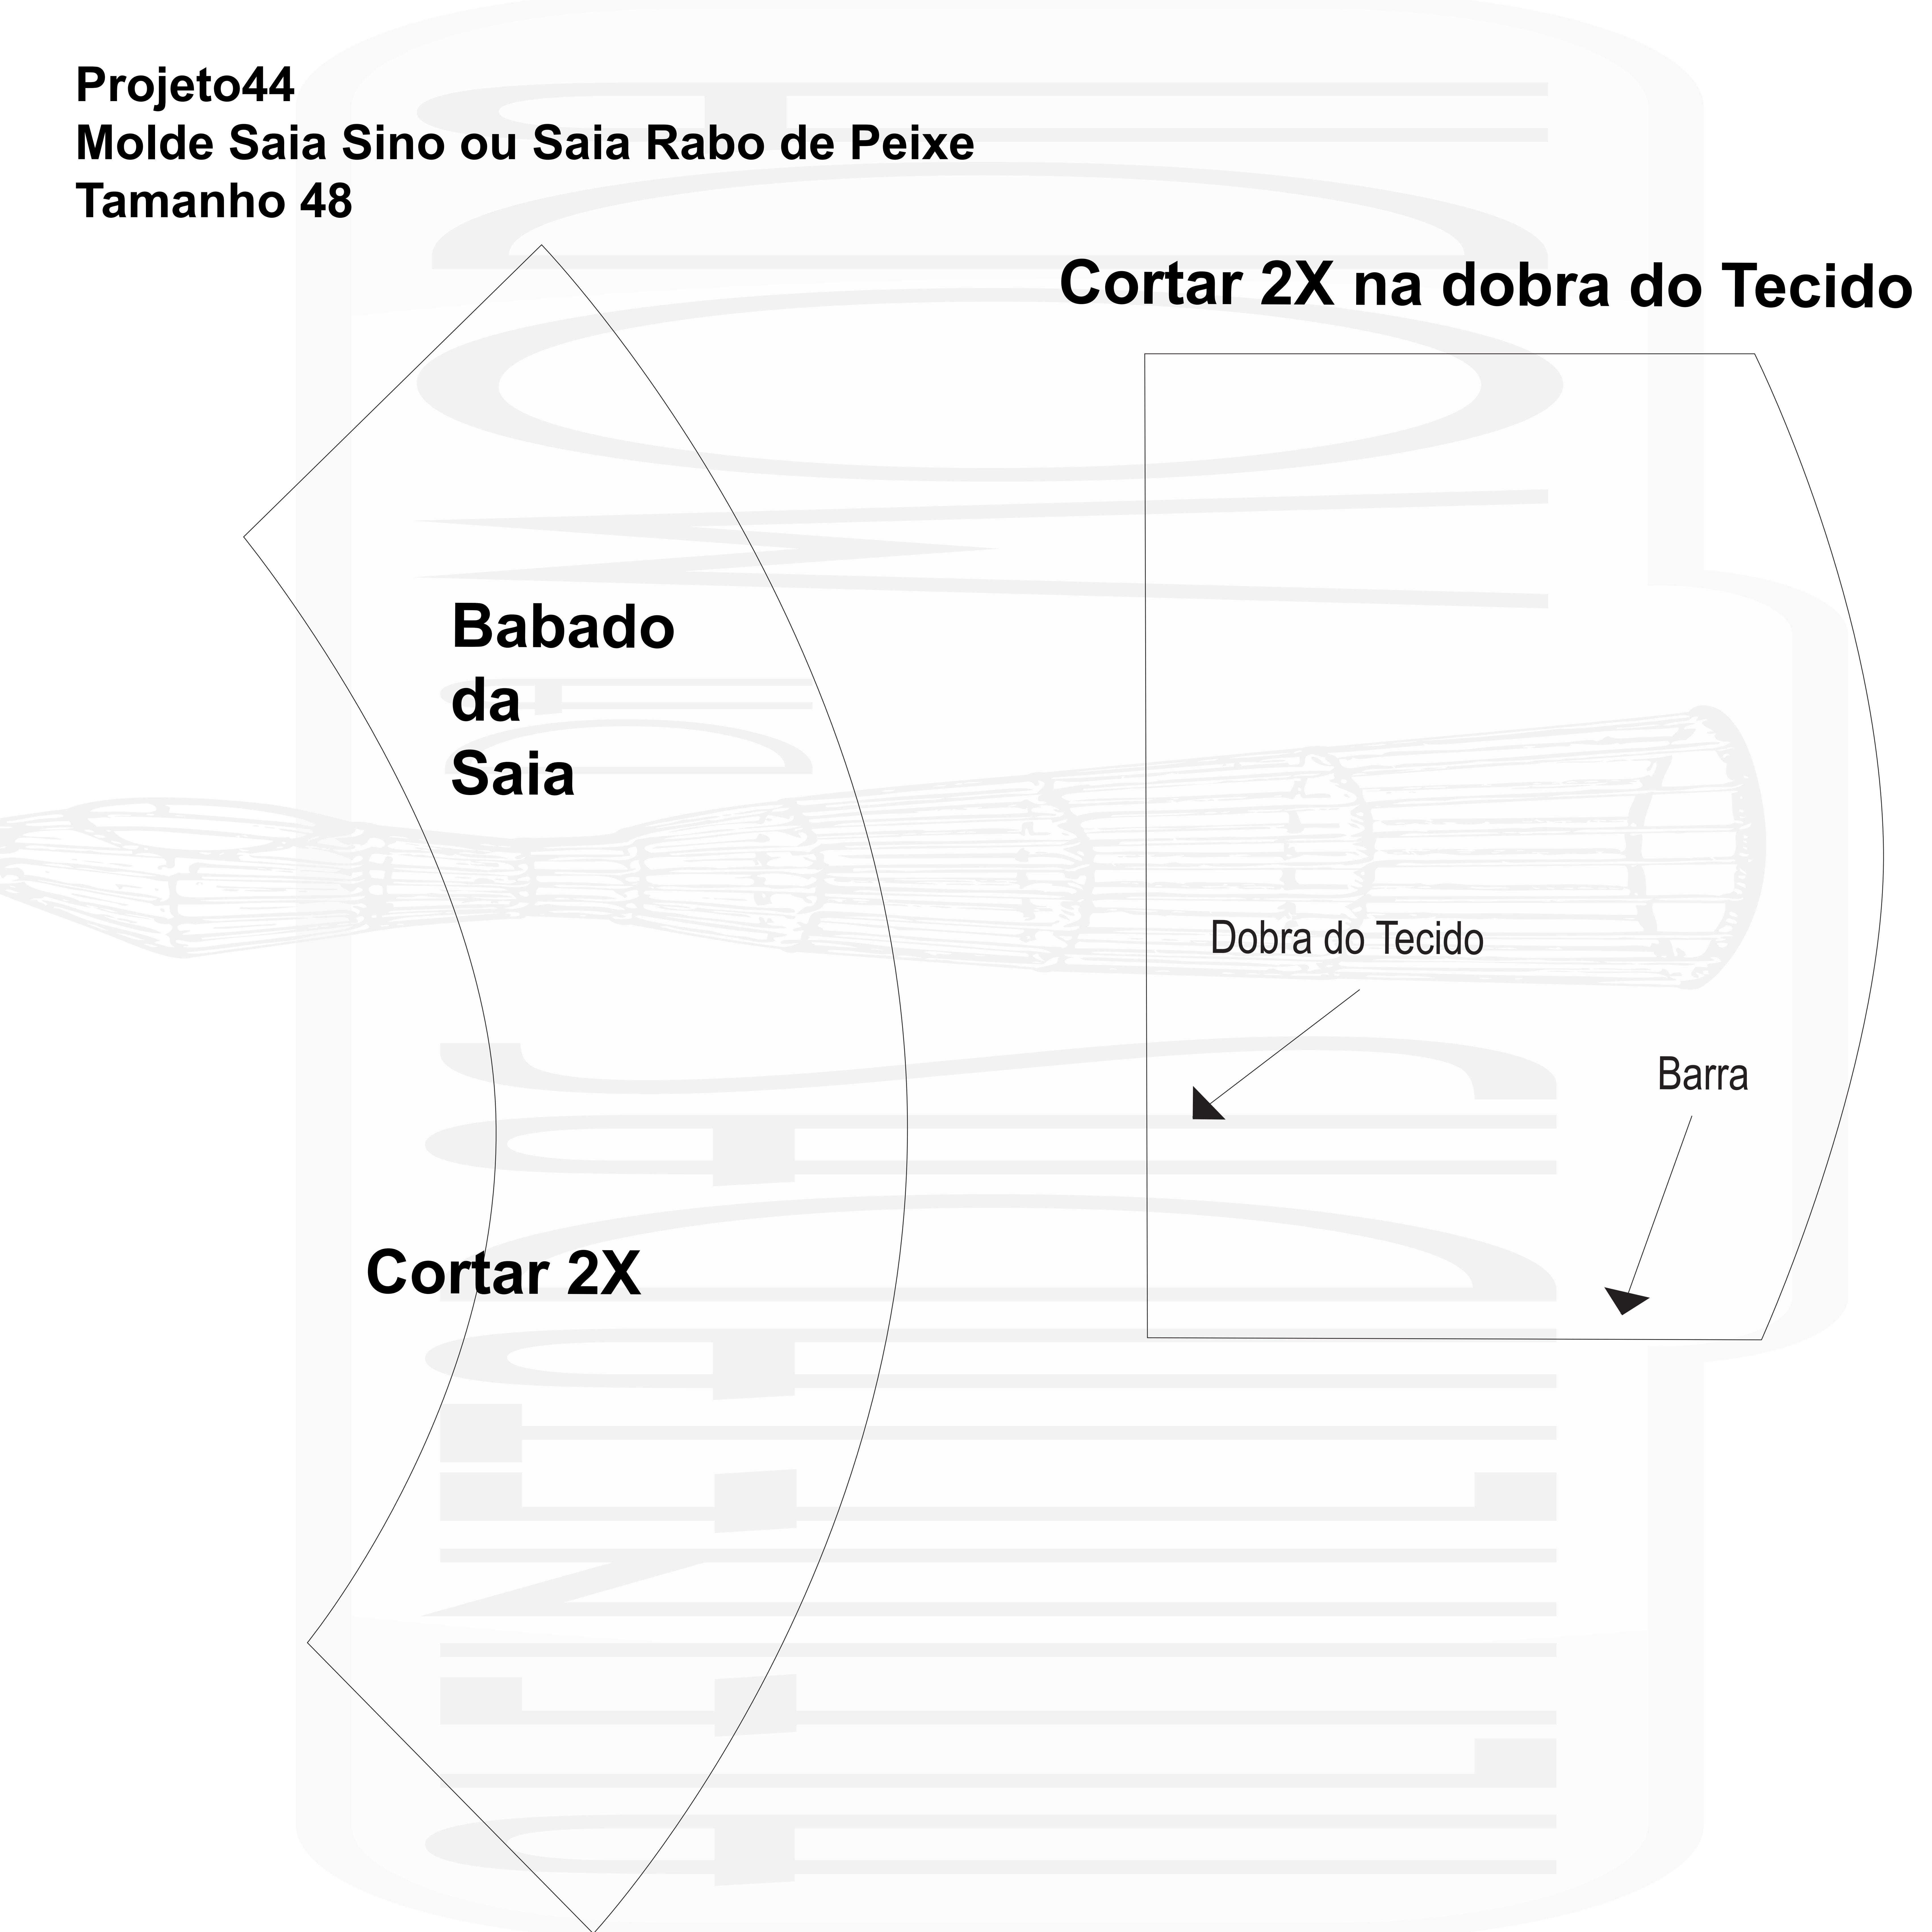 Projeto44
Molde Saia Sino ou Saia Rabo de Peixe
Tamanho 48
Cortar 2X na dobra do Tecido
Babado
da
Saia
Dobra do Tecido
Barra
Cortar 2X